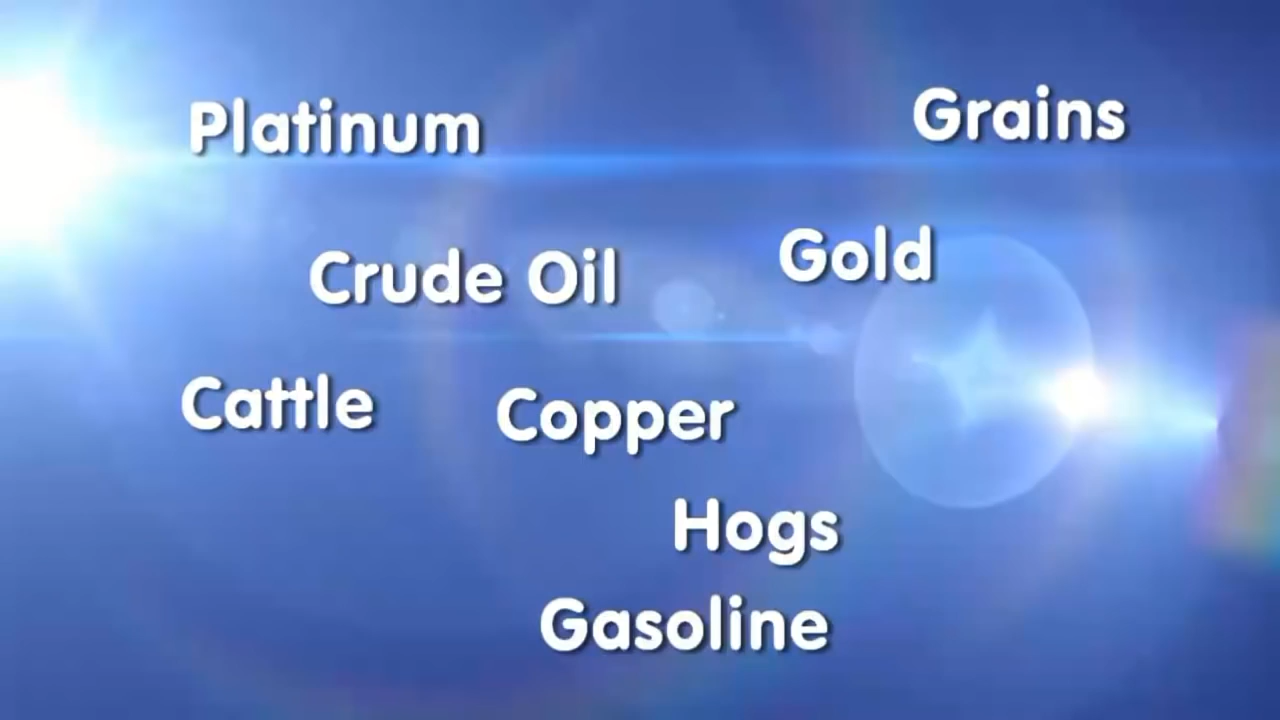 Platinum
Grains
Crude Oil
Gold
Cattle
Copper
Hogs
Gasoline